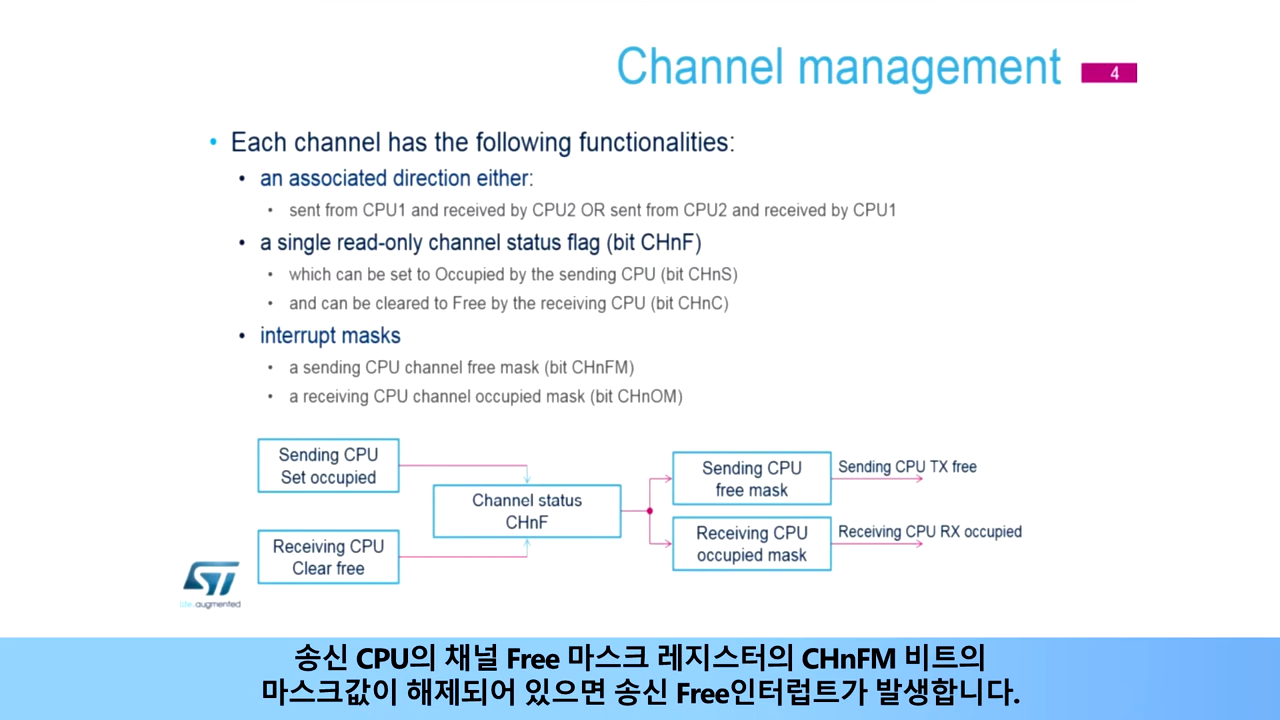 Channel management
4
• Each channel has the following functionalities:
• an associated direction either:
• sent from CPU1 and received by CPU2 OR sent from CPU2 and received by CPU1
• a single read-only channel status flag (bit CHnF)
• which can be set to Occupied by the sending CPU (bit CHnS)
• and can be cleared to Free by the receiving CPU (bit CHnC)
• interrupt masks
• a sending CPU channel free mask (bit CHnFM)
• a receiving CPU channel occupied mask (bit CHnOM)
Sending CPU
Set occupied
Receiving CPU
Clear free
Channel status
CHnF
Sending CPU
free mask
Sending CPU TX free
Receiving CPU
occupied mask
Receiving CPU RX occupied
ST
life.augmented
송신 CPU의 채널 Free 마스크 레지스터의 CHnFM 비트의
마스크값이 해제되어 있으면 송신 Free인터럽트가 발생합니다.